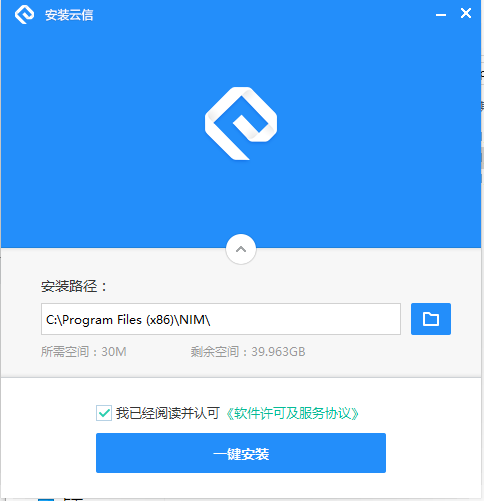 安装云信
安装路径：
C:\Program Files (x86)\NIM\
所需空间：30M 剩余空间：39.963GB
我已经阅读并认可《软件许可及服务协议》
一键安装